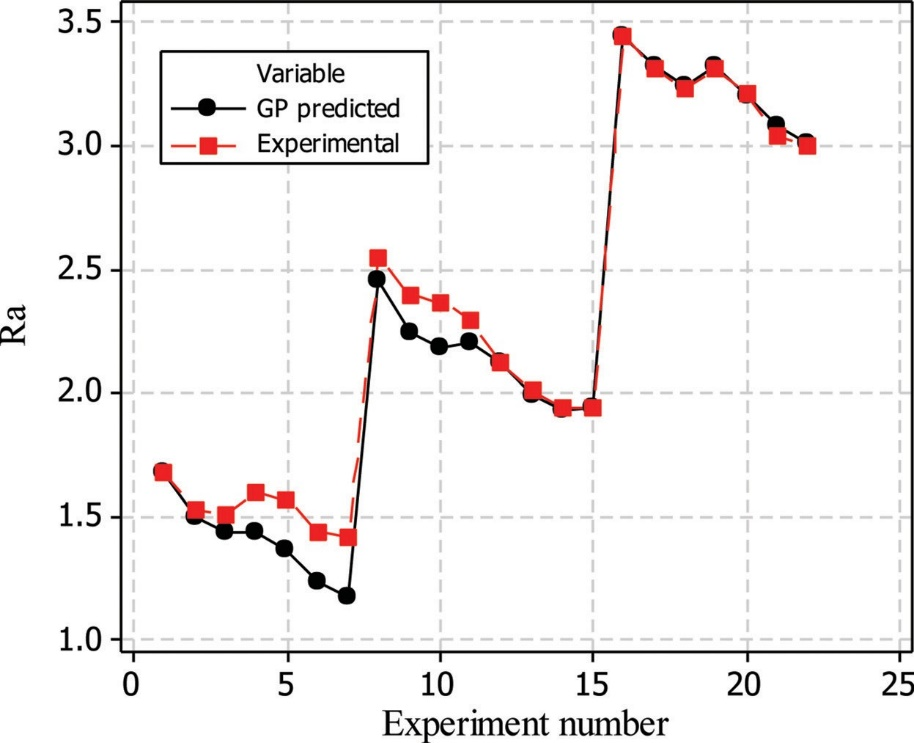 3.5
3.0
2.5
2.0
1.5
1.0
Ra
Variable
GP predicted
Experimental
0 5 10 15 20 25
Experiment number